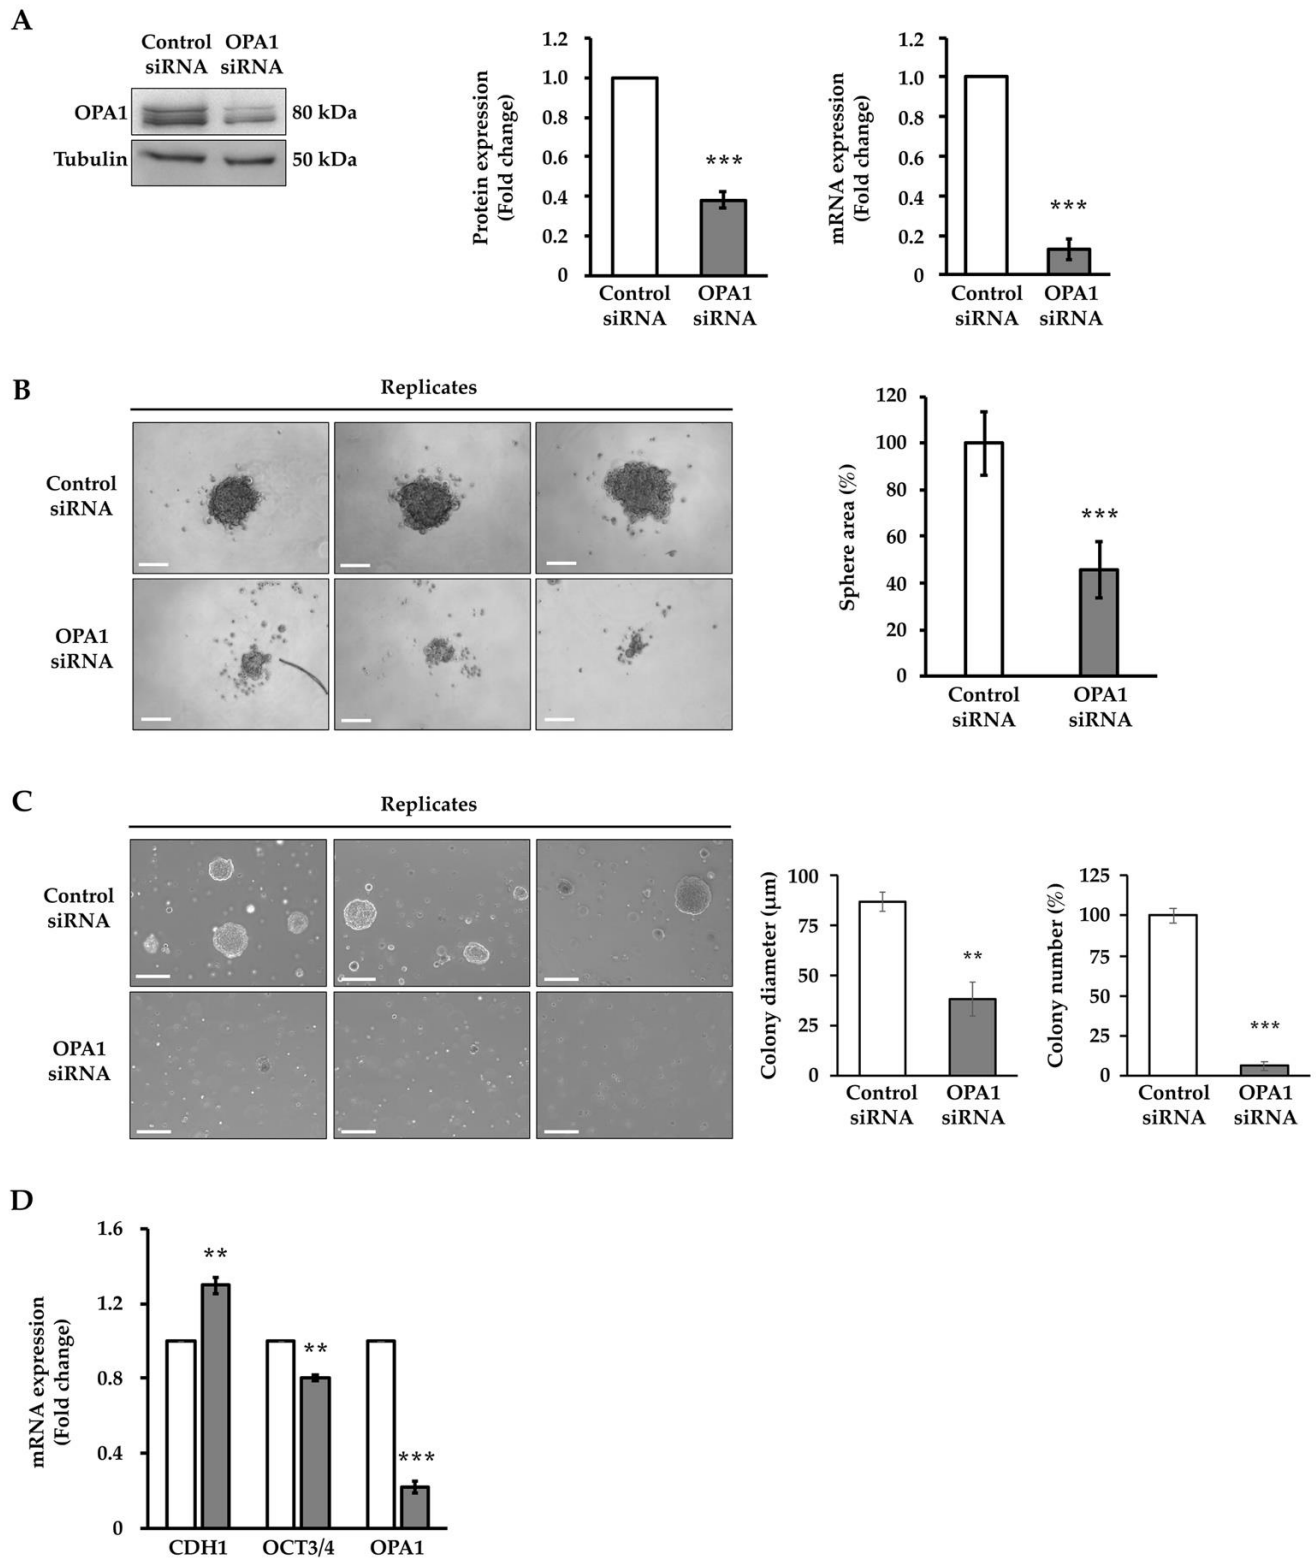 A
Control OPA1
siRNA siRNA
OPA1 80 kDa
Tubulin 50 kDa
Protein expression
(Fold change)
1.2
1.0
0.8
0.6
0.4
0.2
0
***
Control OPA1
siRNA siRNA
mRNA expression
(Fold change)
1.2
1.0
0.8
0.6
0.4
0.2
0
***
Control OPA1
siRNA siRNA
B
Replicates
Control
siRNA
OPA1
siRNA
Sphere area (%)
120
100
80
60
40
20
0
***
Control OPA1
siRNA siRNA
C
Replicates
Control
siRNA
OPA1
siRNA
Colony diameter (µm)
100
75
50
25
0
**
Control OPA1
siRNA siRNA
Colony number (%)
125
100
75
50
25
0
***
Control OPA1
siRNA siRNA
D
mRNA expression
(Fold change)
1.6
1.2
0.8
0.4
0
**
**
***
CDH1 OCT3/4 OPA1